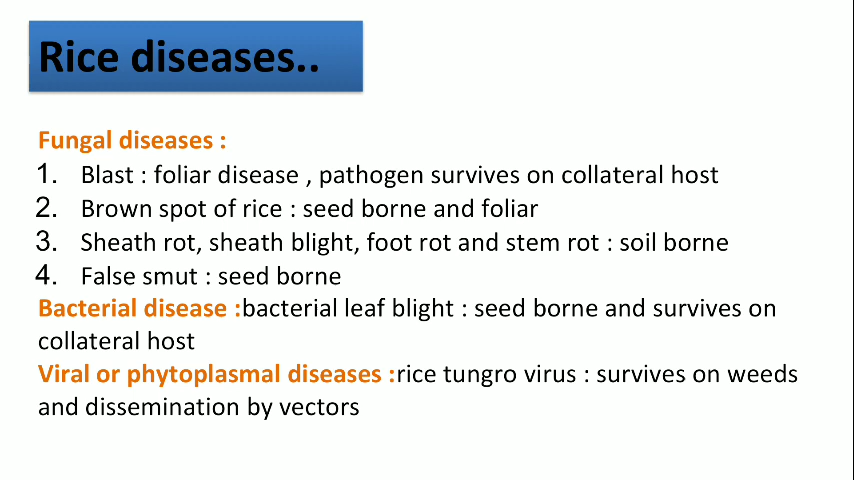 Rice diseases..
Fungal diseases :
1. Blast : foliar disease , pathogen survives on collateral host
2. Brown spot of rice : seed borne and foliar
3. Sheath rot, sheath blight, foot rot and stem rot : soil borne
4. False smut : seed borne
Bacterial disease :bacterial leaf blight : seed borne and survives on
collateral host
Viral or phytoplasmal diseases :rice tungro virus : survives on weeds
and dissemination by vectors